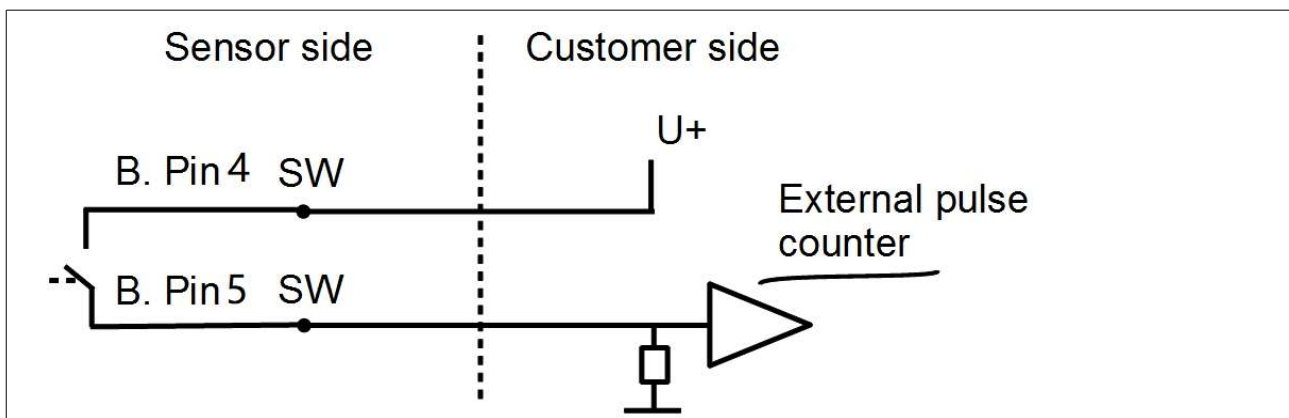 Sensor side
Customer side
U+
B. Pin 4 SW
External pulse
counter
B. Pin 5 SW